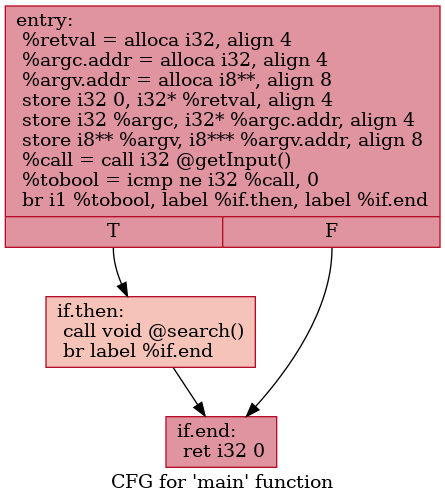 entry:
%retval = alloca i32, align 4
%argc.addr = alloca i32, align 4
%argv.addr = alloca i8**, align 8
store i32 0, i32* %retval, align 4
store i32 %argc, i32* %argc.addr, align 4
store i8** %argv, i8*** %argv.addr, align 8
%call = call i32 @getInput()
%tobool = icmp ne i32 %call, 0
br i1 %tobool, label %if.then, label %if.end
T
F
if.then:
call void @search()
br label %if.end
if.end:
ret i32 0
CFG for 'main' function